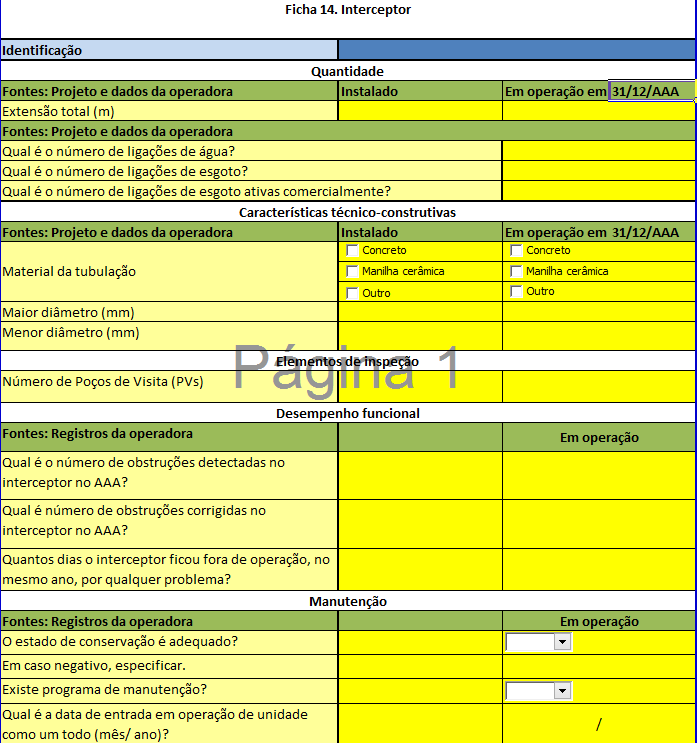 Ficha 14. Interceptor
Identificação
Quantidade
Fontes: Projeto e dados da operadora Instalado Em operação em 31/12/AAA
Extensão total (m)
Fontes: Projeto e dados da operadora
Qual é o número de ligações de água?
Qual é o número de ligações de esgoto?
Qual é o número de ligações de esgoto ativas comercialmente?
Características técnico-construtivas
Fontes: Projeto e dados da operadora Instalado Em operação em 31/12/AAA
Material da tubulação
Concreto Concreto
Manilha cerâmica Manilha cerâmica
Outro Outro
Maior diâmetro (mm)
Menor diâmetro (mm)
Página 1
Elementos de inspeção
Número de Poços de Visita (PVs)
Desempenho funcional
Fontes: Registros da operadora Em operação
Qual é o número de obstruções detectadas no
interceptor no AAA?
Qual é número de obstruções corrigidas no
interceptor no AAA?
Quantos dias o interceptor ficou fora de operação, no
mesmo ano, por qualquer problema?
Manutenção
Fontes: Registros da operadora Em operação
O estado de conservação é adequado?
Em caso negativo, especificar.
Existe programa de manutenção?
Qual é a data de entrada em operação de unidade
como um todo (mês/ ano)? /